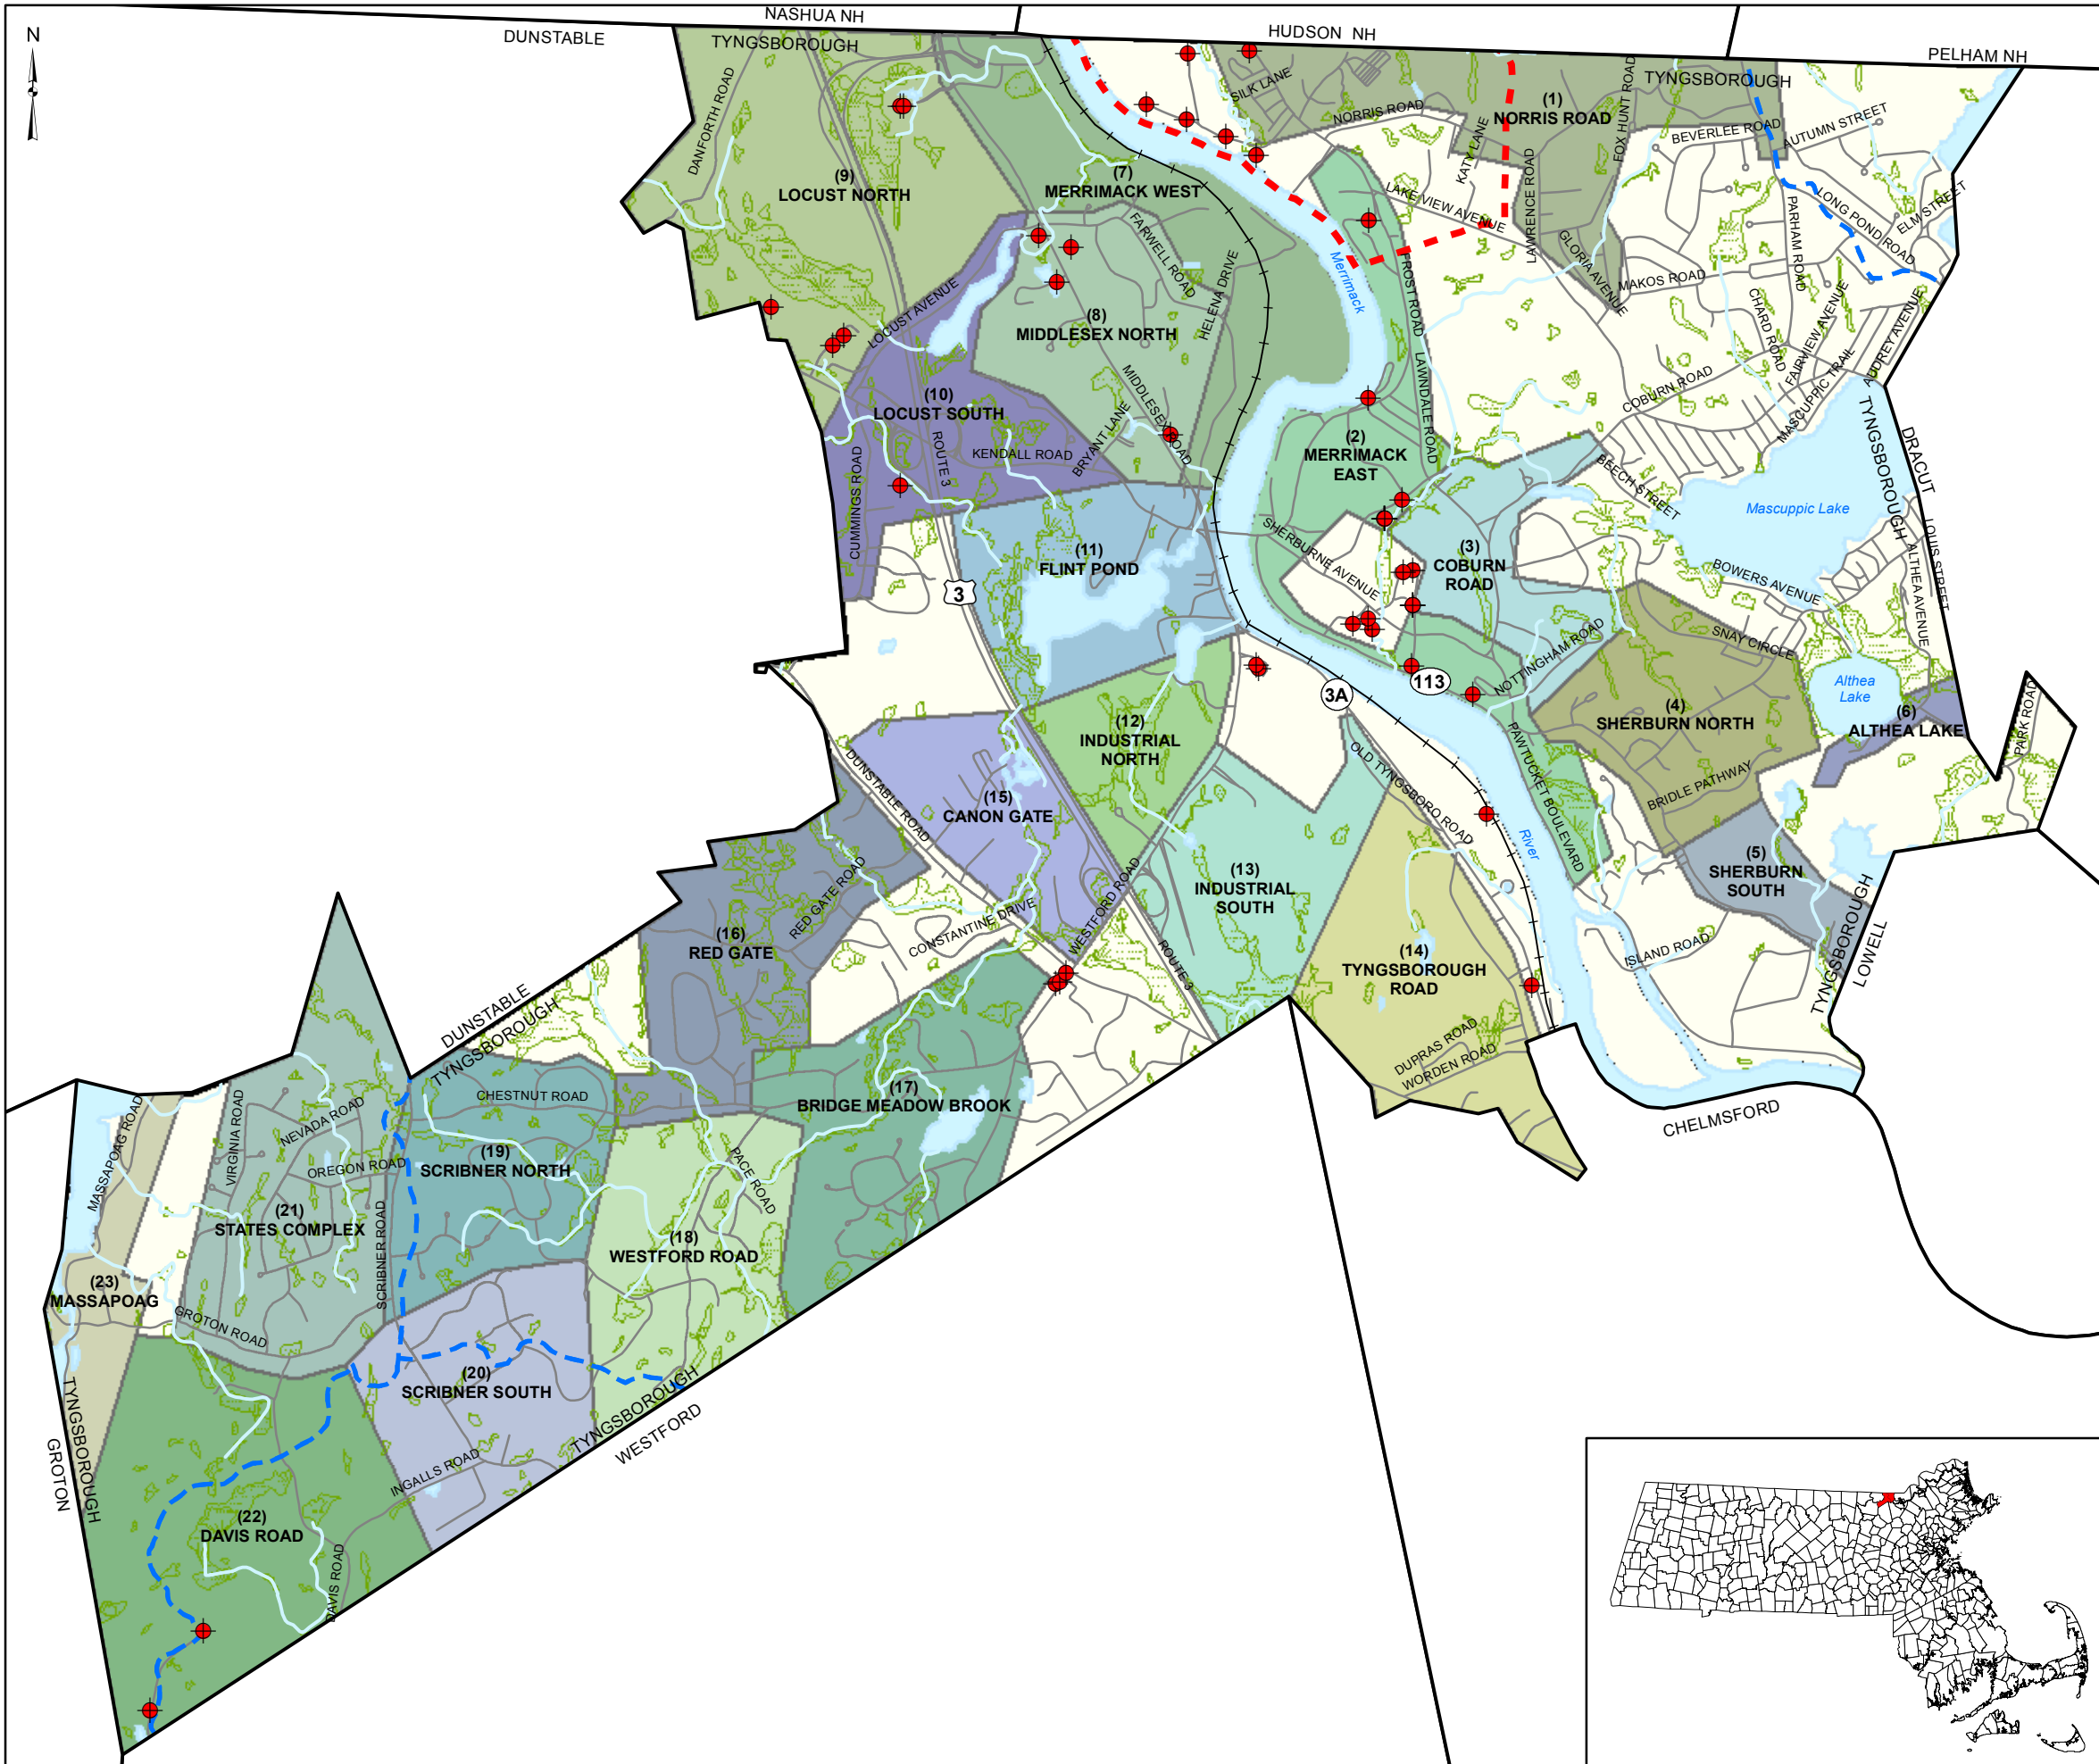 NASHUA NH
HUDSON NH
PELHAM NH
DUNSTABLE
TYNGSBOROUGH
TYNGSBOROUGH
N
DANFORTH ROAD
SILK LANE
NORRIS ROAD
(1)
NORRIS ROAD
KATY LANE
FOX HUNT ROAD
BEVERLEE ROAD
AUTUMN STREET
(9)
LOCUST NORTH
(7)
MERRIMACK WEST
LAKE VIEW AVENUE
LAWRENCE ROAD
PARHAM ROAD
LONG POND ROAD
ELM STREET
FARWELL ROAD
HELENA DRIVE
Merrimack
FROST ROAD
GLORIA AVENUE
MAKOS ROAD
CHARD ROAD
FAIRVIEW AVENUE
AUDREY AVENUE
MASCUPPIC TRAIL
LOCUST AVENUE
(8)
MIDDLESEX NORTH
MIDDLESEX ROAD
BRYANT LANE
LAWNDALE ROAD
COBURN ROAD
(10)
LOCUST SOUTH
ROUTE 3
KENDALL ROAD
CUMMINGS ROAD
(2)
MERRIMACK
EAST
BEECH STREET
Mascuppic Lake
TYNGSBOROUGH
DRACUT
LOUIS STREET
ALTHEA AVENUE
SHERBURNE AVENUE
(3)
COBURN
ROAD
(11)
FLINT POND
BOWERS AVENUE
3
SNAY CIRCLE
NOTTINGHAM ROAD
113
3A
Althea
Lake
(6)
ALTHEA LAKE
PARK ROAD
(4)
SHERBURN NORTH
BRIDLE PATHWAY
PAWTUCKET BOULEVARD
(12)
INDUSTRIAL
NORTH
OLD TYNGSBORO ROAD
DUNSTABLE ROAD
(15)
CANON GATE
River
(5)
SHERBURN
SOUTH
(13)
INDUSTRIAL
SOUTH
WESTFORD ROAD
RED GATE ROAD
CONSTANTINE DRIVE
(16)
RED GATE
ROUTE 3
(14)
TYNGSBOROUGH
ROAD
ISLAND ROAD
TYNGSBOROUGH
LOWELL
DUNSTABLE
TYNGSBOROUGH
DUPRAS ROAD
WORDEN ROAD
CHELMSFORD
CHESTNUT ROAD
(17)
BRIDGE MEADOW BROOK
MASSAPOAG ROAD
VIRGINIA ROAD
NEVADA ROAD
OREGON ROAD
(19)
SCRIBNER NORTH
PACE ROAD
(21)
STATES COMPLEX
SCRIBNER ROAD
(18)
WESTFORD ROAD
(23)
MASSAPOAG
GROTON ROAD
(20)
SCRIBNER SOUTH
TYNGSBOROUGH
WESTFORD
TYNGSBOROUGH
GROTON
INGALLS ROAD
(22)
DAVIS ROAD
DAVIS ROAD